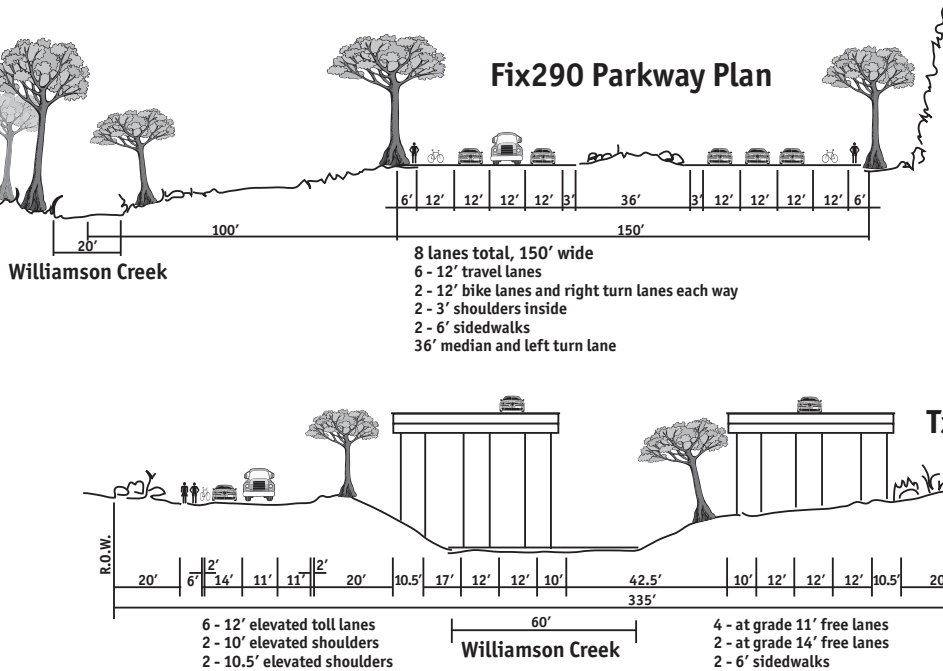 Fix290 Parkway Plan
6' 12' 12' 12' 12' 3' 36' 3' 12' 12' 12' 12' 6'
100' 150'
20'
Williamson Creek
8 lanes total, 150' wide
6 - 12' travel lanes
2 - 12' bike lanes and right turn lanes each way
2 - 3' shoulders inside
2 - 6' sidedwalks
36' median and left turn lane
R.O.W.
2' 2'
20' 6' 14' 11' 11' 20' 10.5' 17' 12' 12' 10' 42.5' 10' 12' 12' 12' 10.5' 20
335'
6 - 12' elevated toll lanes
2 - 10' elevated shoulders
2 - 10.5' elevated shoulders
60'
Williamson Creek
4 - at grade 11' free lanes
2 - at grade 14' free lanes
2 - 6' sidedwalks